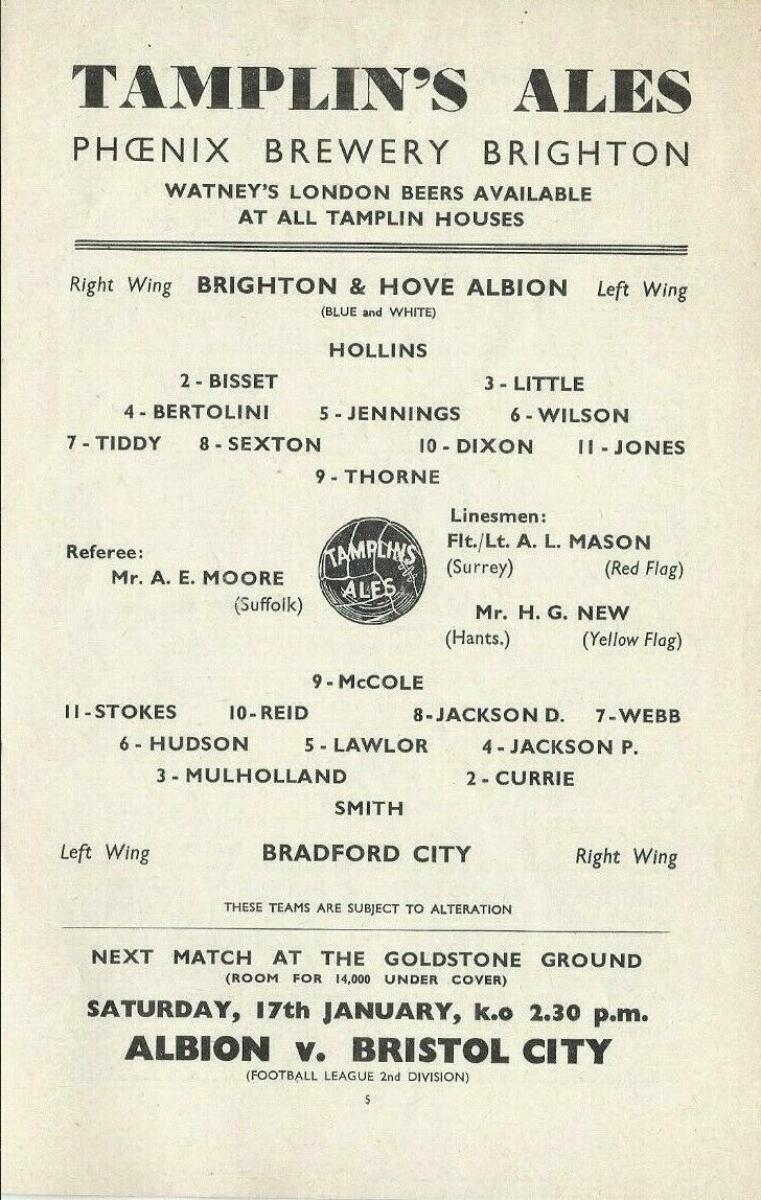 TAMPLIN'S ALES
PHŒNIX BREWERY BRIGHTON
WATNEY'S LONDON BEERS AVAILABLE
AT ALL TAMPLIN HOUSES
Right Wing BRIGHTON & HOVE ALBION Left Wing
(BLUE and WHITE)
HOLLINS
2 - BISSET 3 - LITTLE
4 - BERTOLINI 5 - JENNINGS 6 - WILSON
7 - TIDDY 8 - SEXTON 10 - DIXON 11 - JONES
9 - THORNE
Referee:
Mr. A. E. MOORE
(Suffolk)
TAMPLINS
ALES
Linesmen:
Flt./Lt. A. L. MASON
(Surrey) (Red Flag)
Mr. H. G. NEW
(Hants.) (Yellow Flag)
9 - McCOLE
11 - STOKES 10 - REID 8 - JACKSON D. 7 - WEBB
6 - HUDSON 5 - LAWLOR 4 - JACKSON P.
3 - MULHOLLAND 2 - CURRIE
SMITH
Left Wing BRADFORD CITY Right Wing
THESE TEAMS ARE SUBJECT TO ALTERATION
NEXT MATCH AT THE GOLDSTONE GROUND
(ROOM FOR 14,000 UNDER COVER)
SATURDAY, 17th JANUARY, k.o 2.30 p.m.
ALBION v. BRISTOL CITY
(FOOTBALL LEAGUE 2nd DIVISION)
5